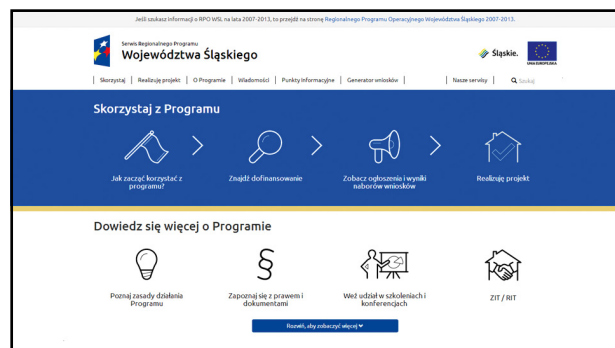 Jeśli szukasz informacji o RPO WSL na lata 2007-2013, to przejdź na stronę Regionalnego Programu Operacyjnego Województwa Śląskiego 2007-2013.
Serwis Regionalnego Programu
Województwa Śląskiego
Śląskie.
UNIA EUROPEJSKA
Skorzystaj | Realizuję projekt | O Programie | Wiadomości | Punkty Informacyjne | Generator wniosków | Nasze serwisy | Szukaj
Skorzystaj z Programu
Jak zacząć korzystać z
programu?
Znajdź dofinansowanie
Zobacz ogłoszenia i wyniki
naborów wniosków
Realizuję projekt
Dowiedz się więcej o Programie
Poznaj zasady działania
Programu
Zapoznaj się z prawem i
dokumentami
Weź udział w szkoleniach i
konferencjach
ZIT / RIT
Rozwiń, aby zobaczyć więcej